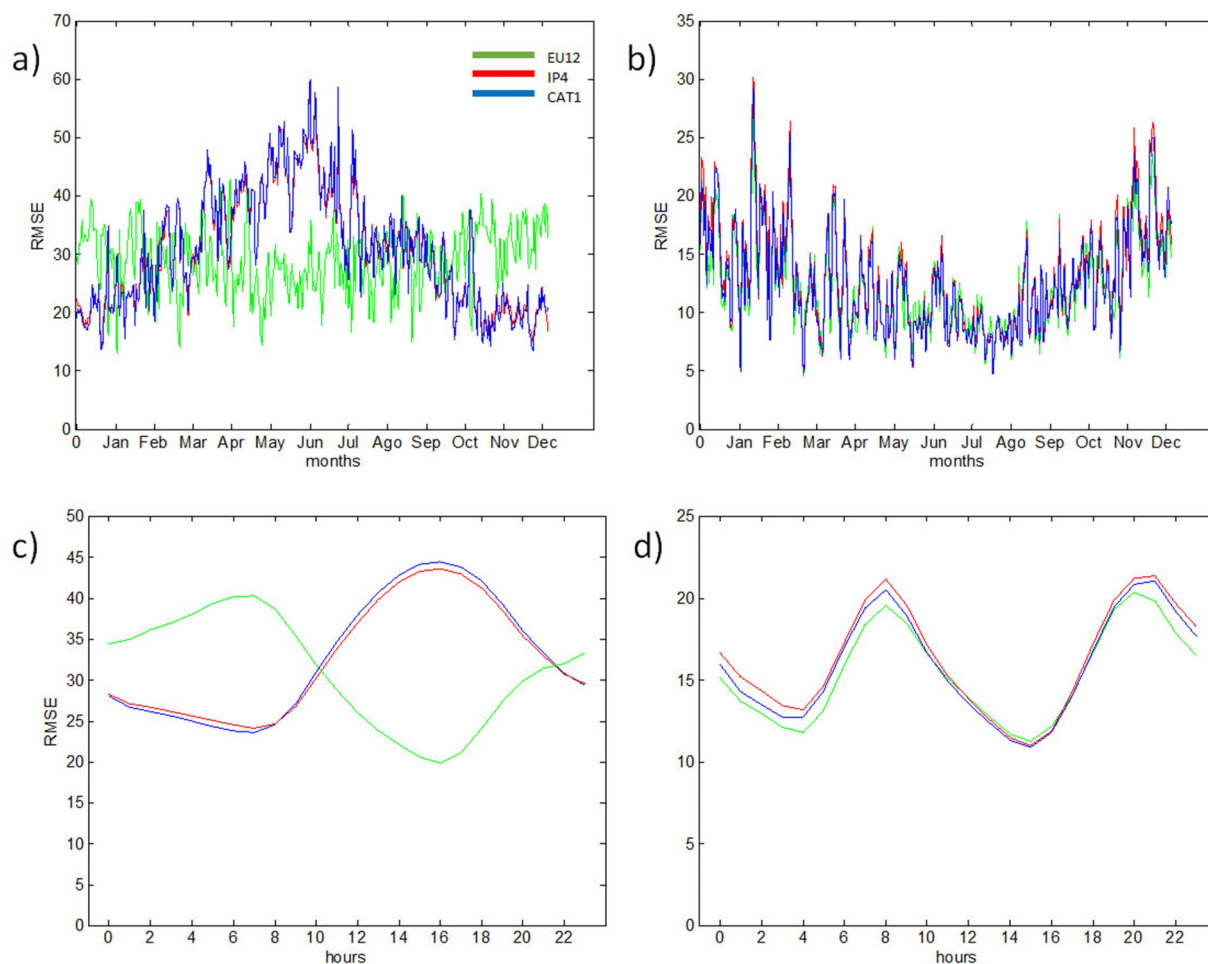 a)
70
60
50
40
30
20
10
0
RMSE
EU12
IP4
CAT1
0 Jan Feb Mar Apr May Jun Jul Ago Sep Oct Nov Dec
months
b)
35
30
25
20
15
10
5
0
RMSE
0 Jan Feb Mar Apr May Jun Jul Ago Sep Oct Nov Dec
months
c)
50
45
40
35
30
25
20
15
10
5
0
RMSE
0 2 4 6 8 10 12 14 16 18 20 22
hours
d)
25
20
15
10
5
0
0 2 4 6 8 10 12 14 16 18 20 22
hours